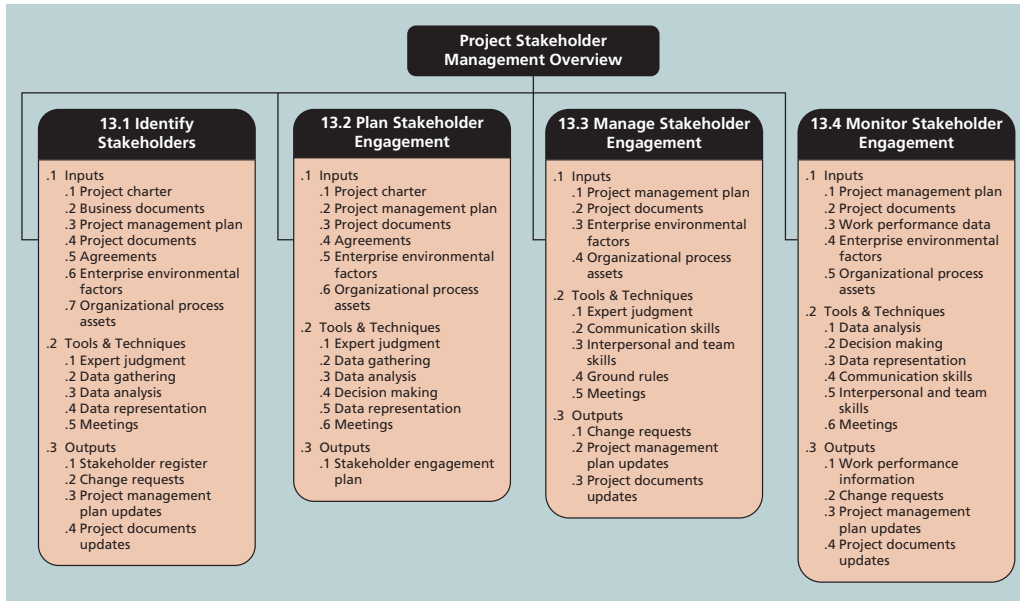 Project Stakeholder
Management Overview
13.1 Identify
Stakeholders
.1 Inputs
.1 Project charter
.2 Business documents
.3 Project management plan
.4 Project documents
.5 Agreements
.6 Enterprise environmental
factors
.7 Organizational process
assets
.2 Tools & Techniques
.1 Expert judgment
.2 Data gathering
.3 Data analysis
.4 Data representation
.5 Meetings
.3 Outputs
.1 Stakeholder register
.2 Change requests
.3 Project management
plan updates
.4 Project documents
updates
13.2 Plan Stakeholder
Engagement
.1 Inputs
.1 Project charter
.2 Project management plan
.3 Project documents
.4 Agreements
.5 Enterprise environmental
factors
.6 Organizational process
assets
.2 Tools & Techniques
.1 Expert judgment
.2 Data gathering
.3 Data analysis
.4 Decision making
.5 Data representation
.6 Meetings
.3 Outputs
.1 Stakeholder engagement
plan
13.3 Manage Stakeholder
Engagement
.1 Inputs
.1 Project management plan
.2 Project documents
.3 Enterprise environmental
factors
.4 Organizational process
assets
.2 Tools & Techniques
.1 Expert judgment
.2 Communication skills
.3 Interpersonal and team
skills
.4 Ground rules
.5 Meetings
.3 Outputs
.1 Change requests
.2 Project management
plan updates
.3 Project documents
updates
13.4 Monitor Stakeholder
Engagement
.1 Inputs
.1 Project management plan
.2 Project documents
.3 Work performance data
.4 Enterprise environmental
factors
.5 Organizational process
assets
.2 Tools & Techniques
.1 Data analysis
.2 Decision making
.3 Data representation
.4 Communication skills
.5 Interpersonal and team
skills
.6 Meetings
.3 Outputs
.1 Work performance
information
.2 Change requests
.3 Project management
plan updates
.4 Project documents
updates